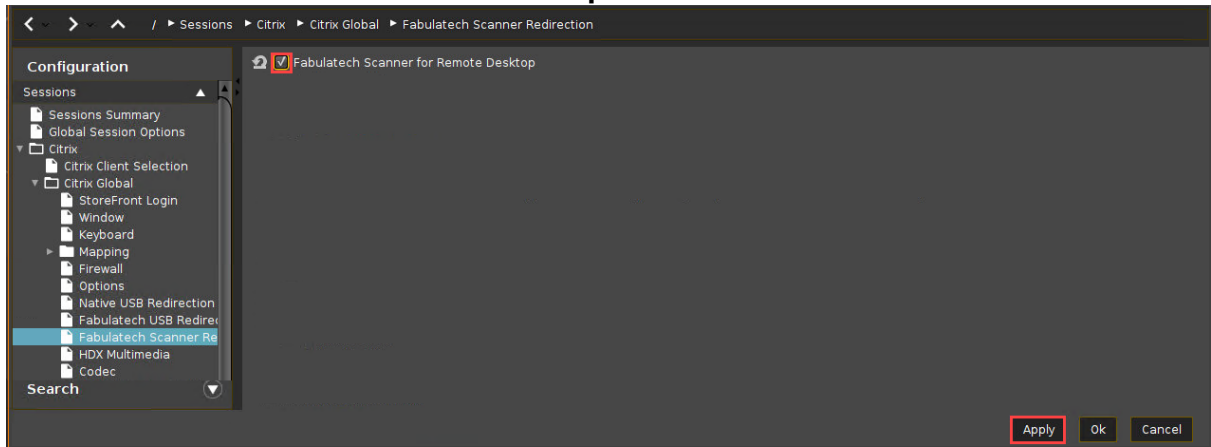 / ▸ Sessions ▸ Citrix ▸ Citrix Global ▸ Fabulatech Scanner Redirection
Configuration
Sessions
Sessions Summary
Global Session Options
Citrix
Citrix Client Selection
Citrix Global
StoreFront Login
Window
Keyboard
Mapping
Firewall
Options
Native USB Redirection
Fabulatech USB Redirec
Fabulatech Scanner Re
HDX Multimedia
Codec
Search
Fabulatech Scanner for Remote Desktop
Apply Ok Cancel